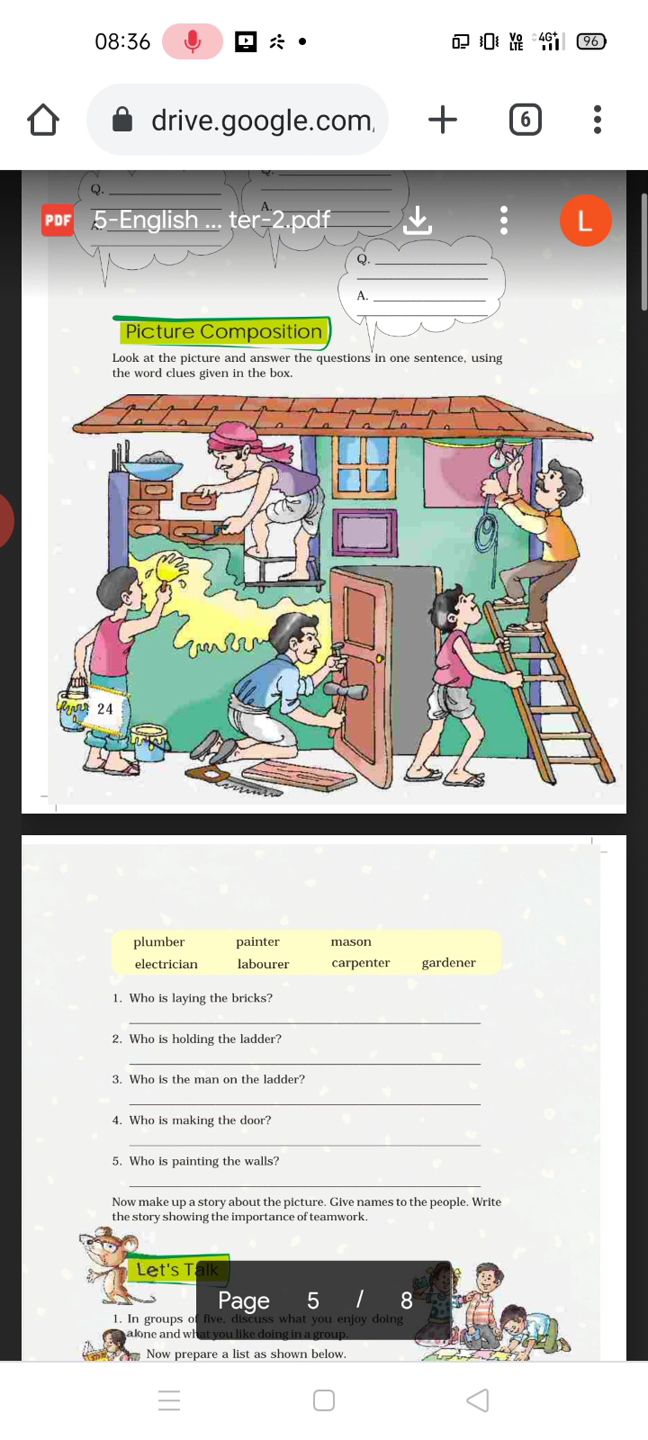 08:36
Vo LTE
4G+
96
drive.google.com,
6
Q.
Q.
A.
PDF 5-English ... ter-2.pdf
L
Q.
A.
Picture Composition
Look at the picture and answer the questions in one sentence, using
the word clues given in the box.
24
plumber painter mason
electrician labourer carpenter gardener
1. Who is laying the bricks?
2. Who is holding the ladder?
3. Who is the man on the ladder?
4. Who is making the door?
5. Who is painting the walls?
Now make up a story about the picture. Give names to the people. Write
the story showing the importance of teamwork.
Let's Talk
Page 5 / 8
1. In groups of five, discuss what you enjoy doing
alone and what you like doing in a group.
Now prepare a list as shown below.